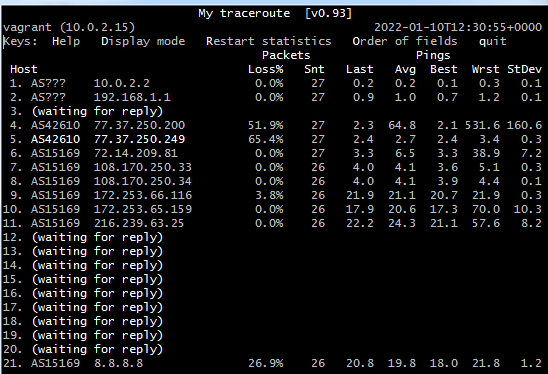 My traceroute  [v0.93]
vagrant (10.0.2.15)                                    2022-01-10T12:30:55+0000
Keys:  Help   Display mode   Restart statistics   Order of fields   quit
Packets               Pings
Host                              Loss%   Snt   Last   Avg  Best  Wrst StDev
1. AS???    10.0.2.2               0.0%    27    0.2   0.2   0.1   0.3   0.1
2. AS???    192.168.1.1            0.0%    27    0.9   1.0   0.7   1.2   0.1
3. (waiting for reply)
4. AS42610  77.37.250.200         51.9%    27    2.3  64.8   2.1 531.6 160.6
5. AS42610  77.37.250.249         65.4%    27    2.4   2.7   2.4   3.4   0.3
6. AS15169  72.14.209.81           0.0%    27    3.3   6.5   3.3  38.9   7.2
7. AS15169  108.170.250.33         0.0%    26    4.0   4.1   3.6   5.1   0.3
8. AS15169  108.170.250.34         0.0%    26    4.0   4.1   3.9   4.4   0.1
9. AS15169  172.253.66.116         3.8%    26   21.9  21.1  20.7  21.9   0.3
10. AS15169  172.253.65.159         0.0%    26   17.9  20.6  17.3  70.0  10.3
11. AS15169  216.239.63.25          0.0%    26   22.2  24.3  21.1  57.6   8.2
12. (waiting for reply)
13. (waiting for reply)
14. (waiting for reply)
15. (waiting for reply)
16. (waiting for reply)
17. (waiting for reply)
18. (waiting for reply)
19. (waiting for reply)
20. (waiting for reply)
21. AS15169  8.8.8.8               26.9%    26   20.8  19.8  18.0  21.8   1.2